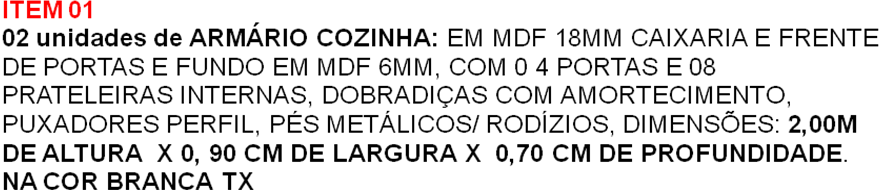 ITEM 01
02 unidades de ARMÁRIO COZINHA: EM MDF 18MM CAIXARIA E FRENTE
DE PORTAS E FUNDO EM MDF 6MM, COM 0 4 PORTAS E 08
PRATELEIRAS INTERNAS, DOBRADIÇAS COM AMORTECIMENTO,
PUXADORES PERFIL, PÉS METÁLICOS/ RODÍZIOS, DIMENSÕES: 2,00M
DE ALTURA X 0, 90 CM DE LARGURA X 0,70 CM DE PROFUNDIDADE.
NA COR BRANCA TX